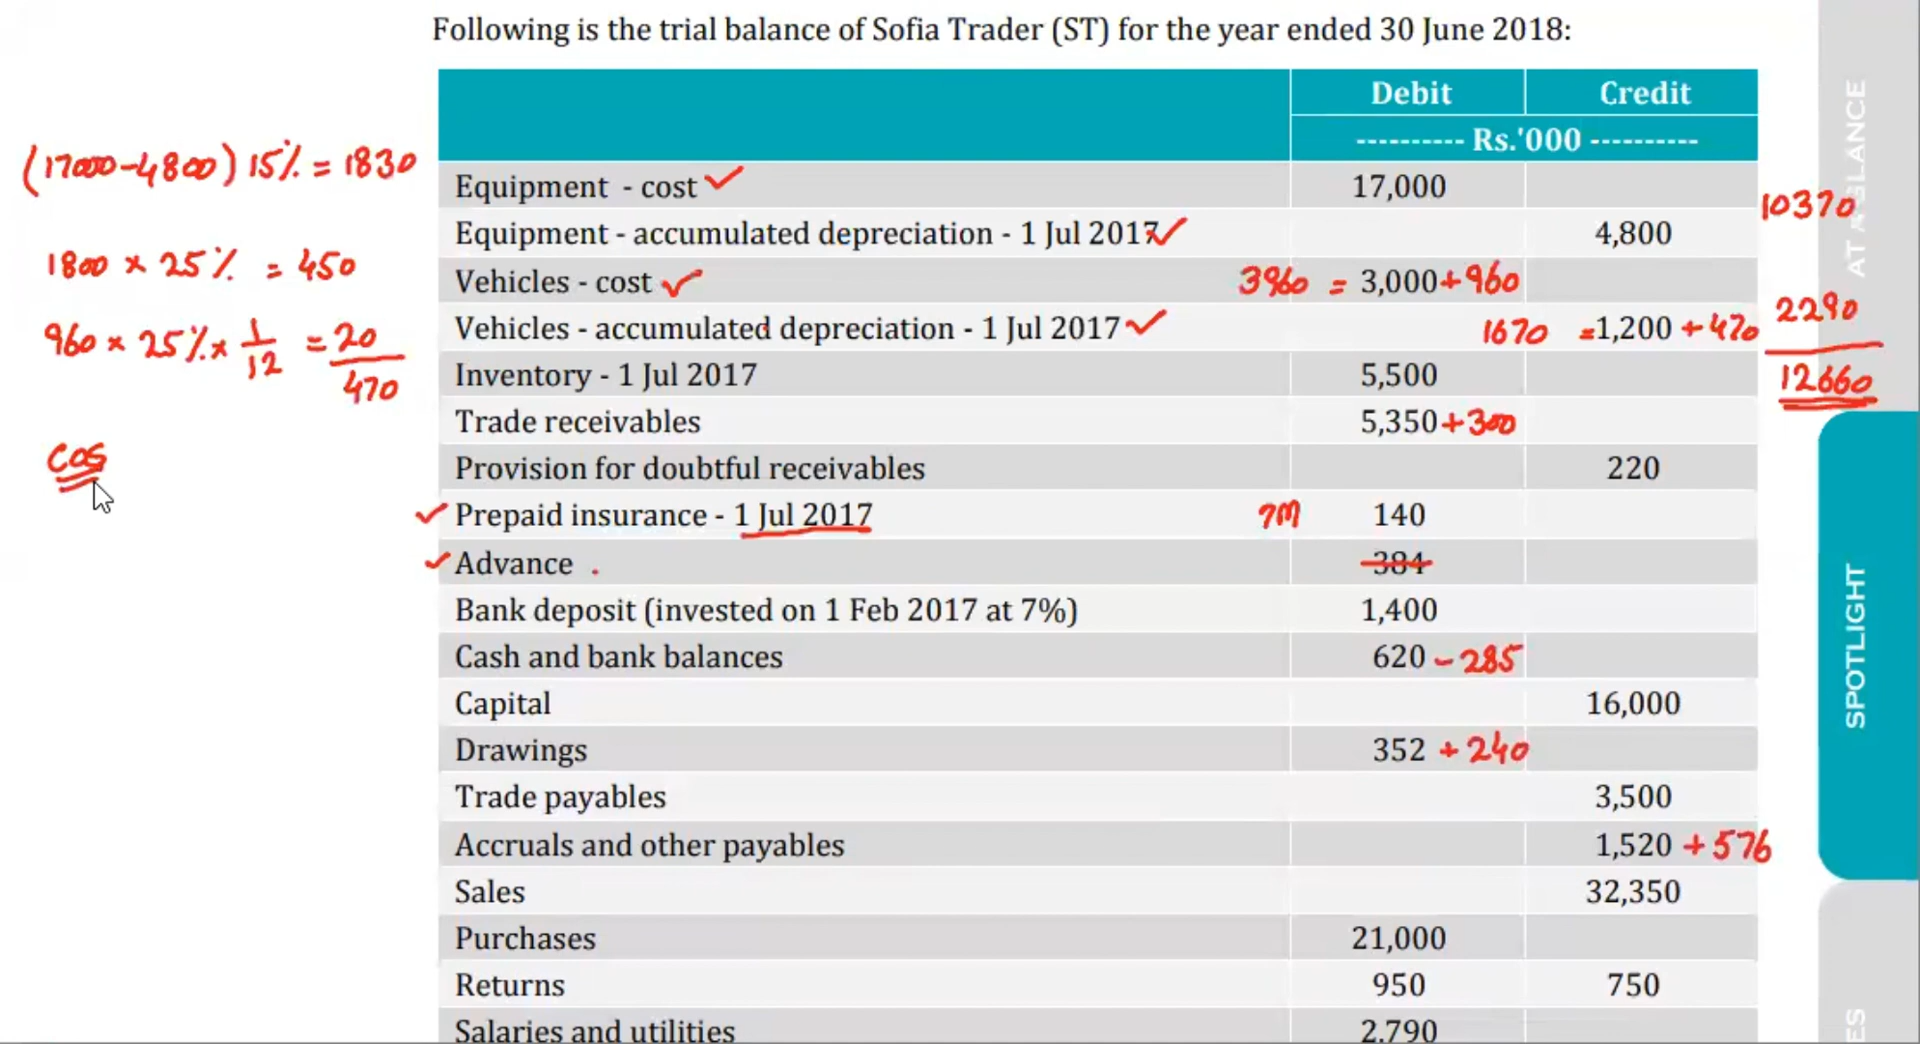 Following is the trial balance of Sofia Trader (ST) for the year ended 30 June 2018:
Debit Credit
---------- Rs.'000 ----------
Equipment - cost 17,000
Equipment - accumulated depreciation - 1 Jul 2017 4,800 10370
Vehicles - cost 3960 = 3,000 +960
Vehicles - accumulated depreciation - 1 Jul 2017 1670 =1,200 +470 2290
Inventory - 1 Jul 2017 5,500 12660
Trade receivables 5,350 +300
Provision for doubtful receivables 220
Prepaid insurance - 1 Jul 2017 7M 140
Advance . 384
Bank deposit (invested on 1 Feb 2017 at 7%) 1,400
Cash and bank balances 620 -285
Capital 16,000
Drawings 352 +240
Trade payables 3,500
Accruals and other payables 1,520 +576
Sales 32,350
Purchases 21,000
Returns 950 750
Salaries and utilities 2,790
(17000-4800) 15% = 1830
1800 × 25% = 450
960 × 25% × 1/12 = 20
470
COS
AT A GLANCE
SPOTLIGHT
ES